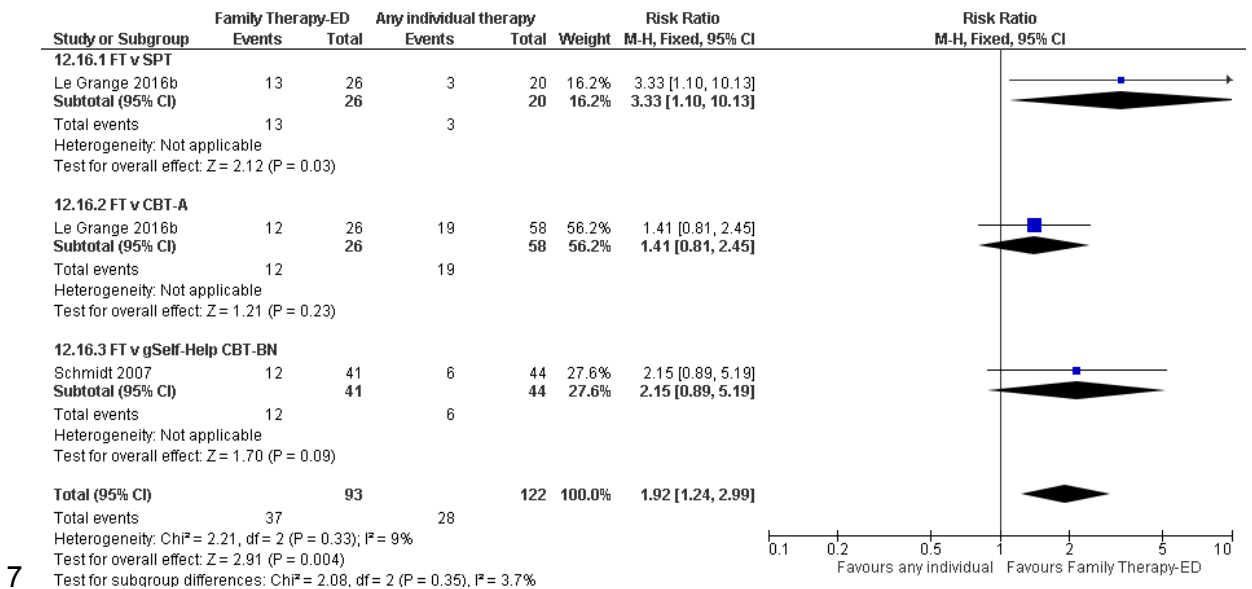 Family Therapy-ED Any individual therapy Risk Ratio Risk Ratio
Study or Subgroup Events Total Events Total Weight M-H, Fixed, 95% CI M-H, Fixed, 95% CI
12.16.1 FT v SPT
Le Grange 2016b 13 26 3 20 16.2% 3.33 [1.10, 10.13]
Subtotal (95% CI) 26 20 16.2% 3.33 [1.10, 10.13]
Total events 13 3
Heterogeneity: Not applicable
Test for overall effect: Z = 2.12 (P = 0.03)
12.16.2 FT v CBT-A
Le Grange 2016b 12 26 19 58 56.2% 1.41 [0.81, 2.45]
Subtotal (95% CI) 26 58 56.2% 1.41 [0.81, 2.45]
Total events 12 19
Heterogeneity: Not applicable
Test for overall effect: Z = 1.21 (P = 0.23)
12.16.3 FT v gSelf-Help CBT-BN
Schmidt 2007 12 41 6 44 27.6% 2.15 [0.89, 5.19]
Subtotal (95% CI) 41 44 27.6% 2.15 [0.89, 5.19]
Total events 12 6
Heterogeneity: Not applicable
Test for overall effect: Z = 1.70 (P = 0.09)
Total (95% CI) 93 122 100.0% 1.92 [1.24, 2.99]
Total events 37 28
Heterogeneity: Chi² = 2.21, df = 2 (P = 0.33); I² = 9%
Test for overall effect: Z = 2.91 (P = 0.004)
Test for subgroup differences: Chi² = 2.08, df = 2 (P = 0.35), I² = 3.7%
0.1 0.2 0.5 1 2 5 10
Favours any individual Favours Family Therapy-ED
7